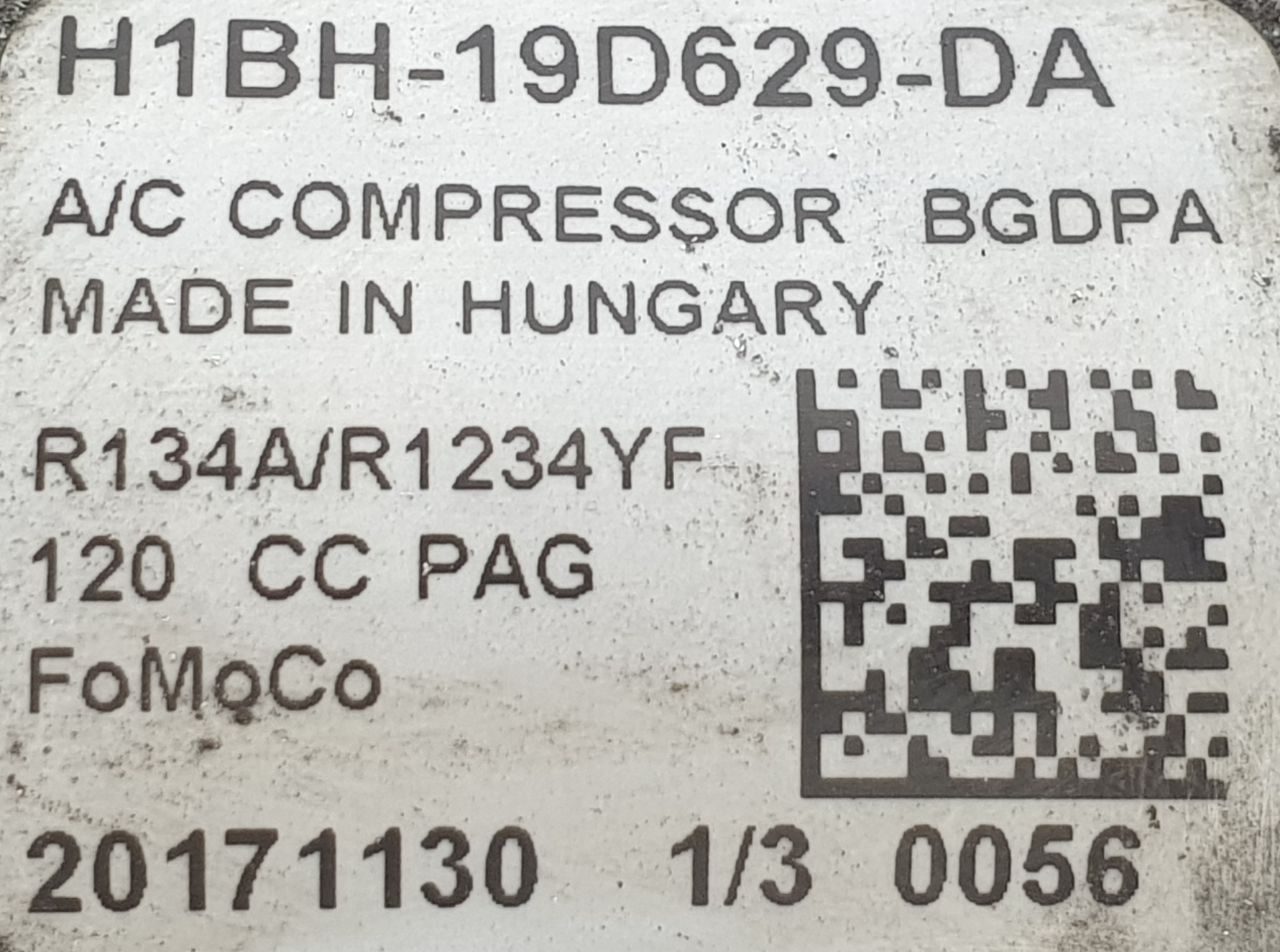 H1BH-19D629-DA
A/C COMPRESSOR BGDPA
MADE IN HUNGARY
R134A/R1234YF
120 CC PAG
FoMoCo
20171130 1/3 0056